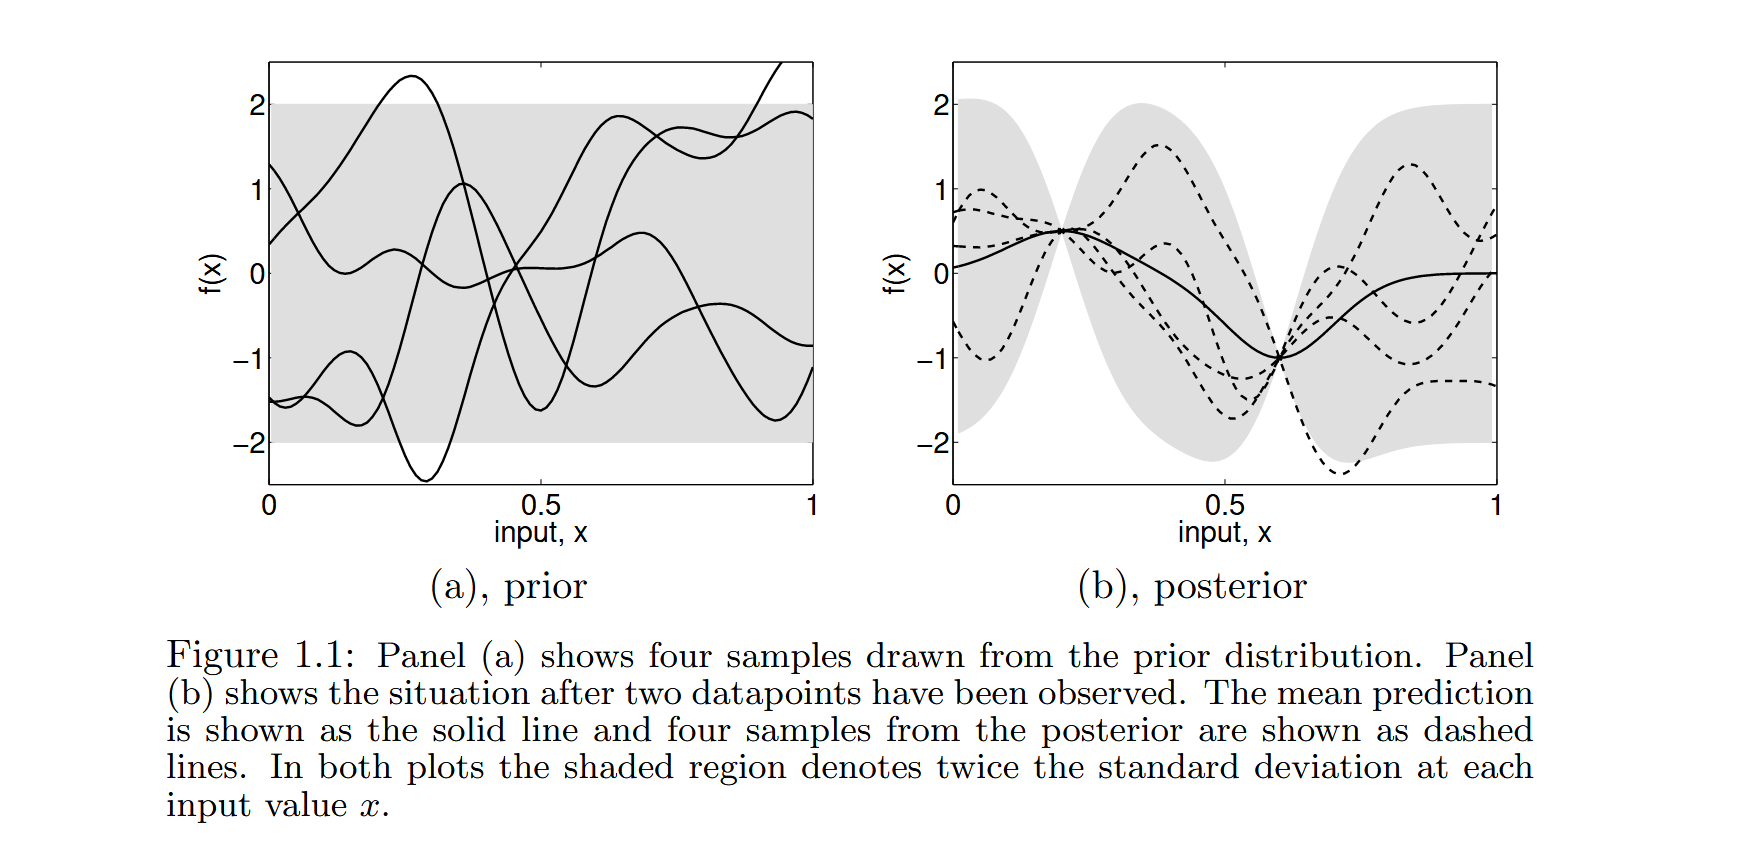 2
1
0
−1
−2
f(x)
0
0.5
1
input, x
(a), prior
2
1
0
−1
−2
f(x)
0
0.5
1
input, x
(b), posterior
Figure 1.1: Panel (a) shows four samples drawn from the prior distribution. Panel
(b) shows the situation after two datapoints have been observed. The mean prediction
is shown as the solid line and four samples from the posterior are shown as dashed
lines. In both plots the shaded region denotes twice the standard deviation at each
input value x.